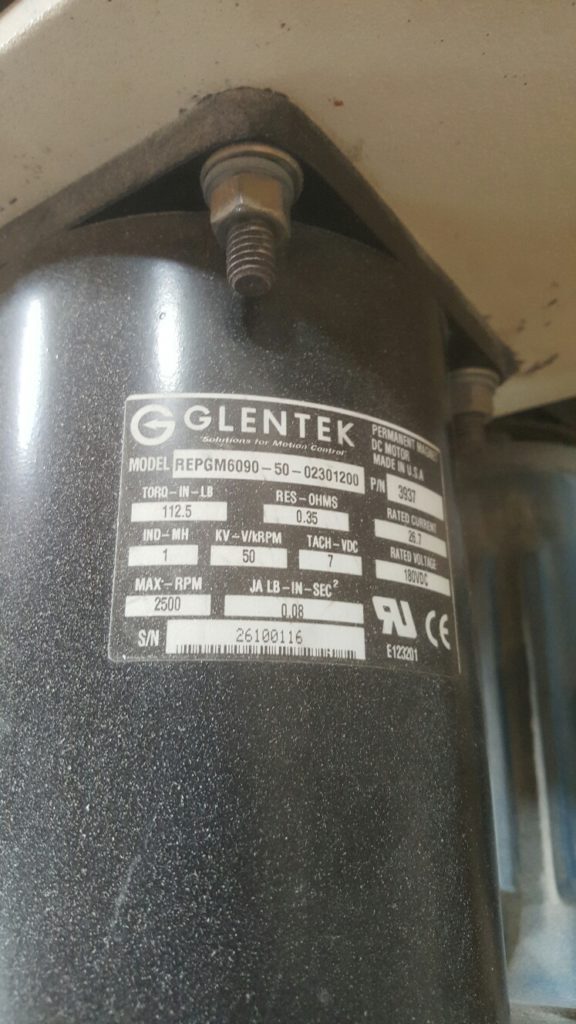 GLENTEK
Solutions for Motion Control
PERMANENT MAGNET
DC MOTOR
MADE IN U.S.A
MODEL REPGM6090-50-02301200
P/N 3937
TORQ-IN-LB RES-OHMS
112.5 0.35
RATED CURRENT
26.7
IND-MH KV-V/kRPM TACH-VDC
1 50 7
RATED VOLTAGE
180VDC
MAX-RPM JA LB-IN-SEC²
2500 0.08
S/N 26100116
RU CE
E123201